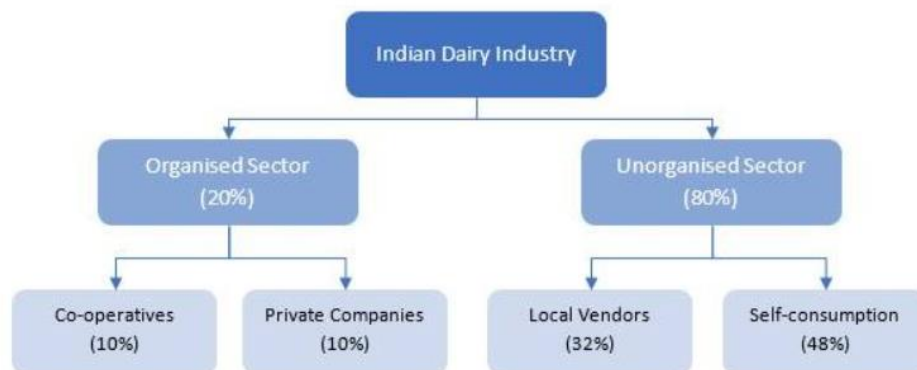 Indian Dairy Industry
Organised Sector
(20%)
Unorganised Sector
(80%)
Co-operatives
(10%)
Private Companies
(10%)
Local Vendors
(32%)
Self-consumption
(48%)